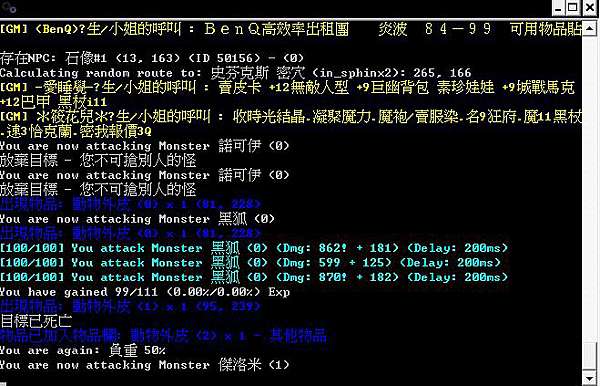 [GM] (BenQ)?生/小姐的呼叫 : ＢｅｎＱ高效率出租團　　炎波　８４－９９　可用物品貼
存在NPC: 石像#1 (13, 163) (ID 50156) - (0)
Calculating random route to: 史芬克斯 密穴 (in_sphinx2): 265, 166
[GM] -愛睡覺-?生/小姐的呼叫 : 賣皮卡 +12無敵人型 +9巨幽背包 素珍娃娃 +9城戰馬克
+12巴甲 黑杖i11
[GM] *筱花兒*?生/小姐的呼叫 : 收時光結晶.凝聚魔力.魔袍/賣服染.名9狂府.魔11黑杖
.速3恰克蘭.密我報價3Q
You are now attacking Monster 諾可伊 (0)
放棄目標 - 您不可搶別人的怪
You are now attacking Monster 諾可伊 (0)
放棄目標 - 您不可搶別人的怪
出現物品: 動物外皮 (0) x 1 (81, 228)
You are now attacking Monster 黑狐 (0)
出現物品: 動物外皮 (0) x 1 (81, 228)
[100/100] You attack Monster 黑狐 (0) (Dmg: 862! + 181) (Delay: 200ms)
[100/100] You attack Monster 黑狐 (0) (Dmg: 599 + 125) (Delay: 200ms)
[100/100] You attack Monster 黑狐 (0) (Dmg: 870! + 182) (Delay: 200ms)
You have gained 99/111 (0.00%/0.00%) Exp
出現物品: 動物外皮 (1) x 1 (95, 239)
目標已死亡
物品已加入物品欄: 動物外皮 (2) x 1 - 其他物品
You are again: 負重 50%
You are now attacking Monster 傑洛米 (1)